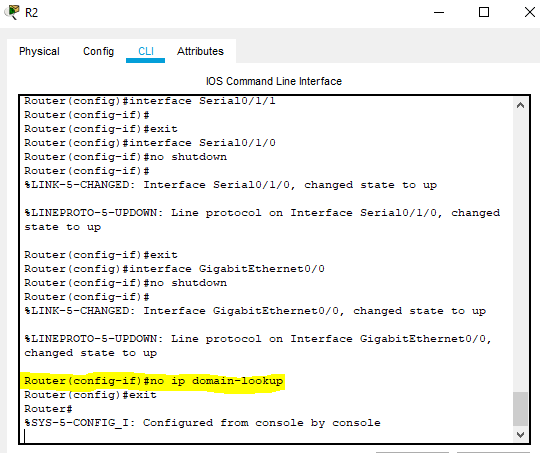 R2
Physical Config CLI Attributes
IOS Command Line Interface
Router(config)#interface Serial0/1/1
Router(config-if)#
Router(config-if)#exit
Router(config)#interface Serial0/1/0
Router(config-if)#no shutdown
Router(config-if)#
%LINK-5-CHANGED: Interface Serial0/1/0, changed state to up
%LINEPROTO-5-UPDOWN: Line protocol on Interface Serial0/1/0, changed
state to up
Router(config-if)#exit
Router(config)#interface GigabitEthernet0/0
Router(config-if)#no shutdown
Router(config-if)#
%LINK-5-CHANGED: Interface GigabitEthernet0/0, changed state to up
%LINEPROTO-5-UPDOWN: Line protocol on Interface GigabitEthernet0/0,
changed state to up
Router(config-if)#no ip domain-lookup
Router(config)#exit
Router#
%SYS-5-CONFIG_I: Configured from console by console